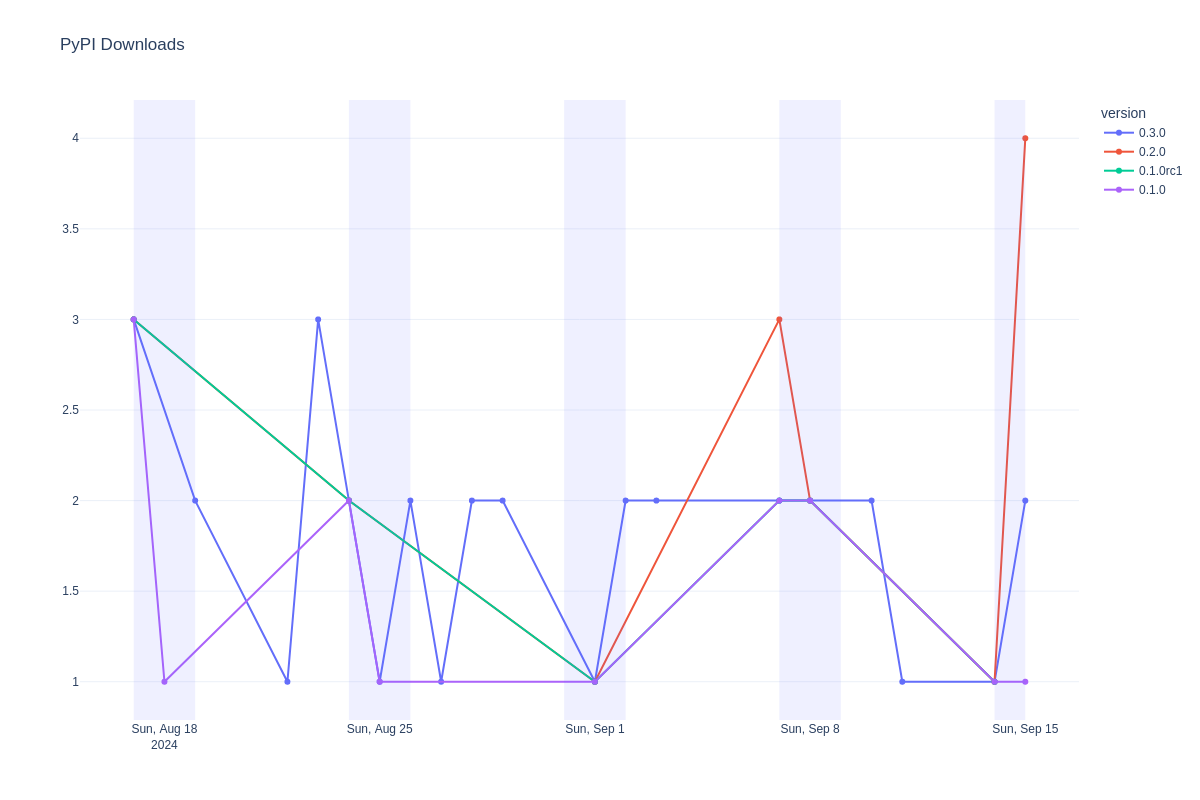 PyPI Downloads
version
0.3.0
0.2.0
0.1.0rc1
0.1.0
4
3.5
3
2.5
2
1.5
1
Sun, Aug 18
2024
Sun, Aug 25
Sun, Sep 1
Sun, Sep 8
Sun, Sep 15